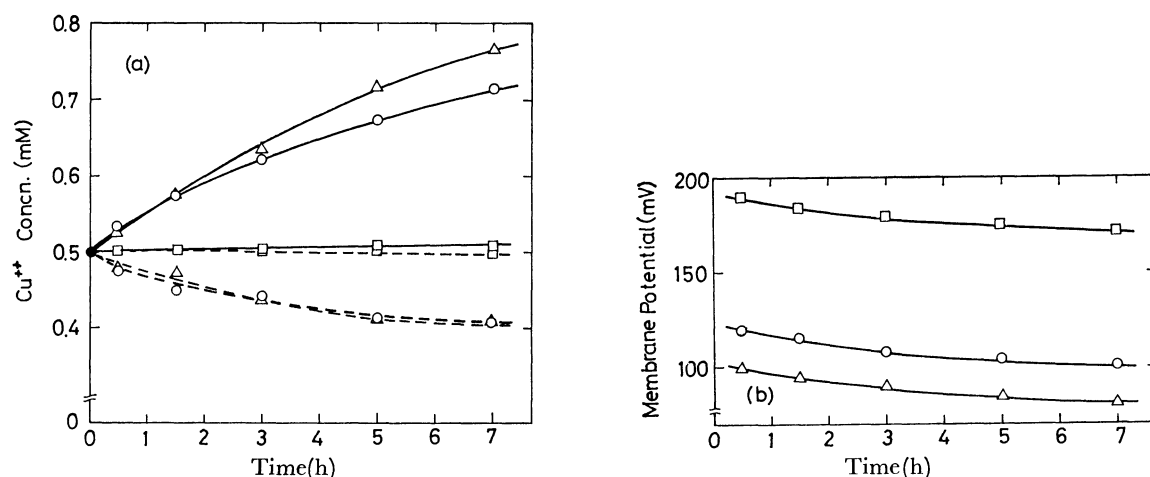 0.8
0.7
0.6
0.5
0.4
0
Cu++ Concn. (mM)
(a)
0 1 2 3 4 5 6 7
Time(h)
200
150
100
Membrane Potential(mV)
(b)
0 1 2 3 4 5 6 7
Time(h)